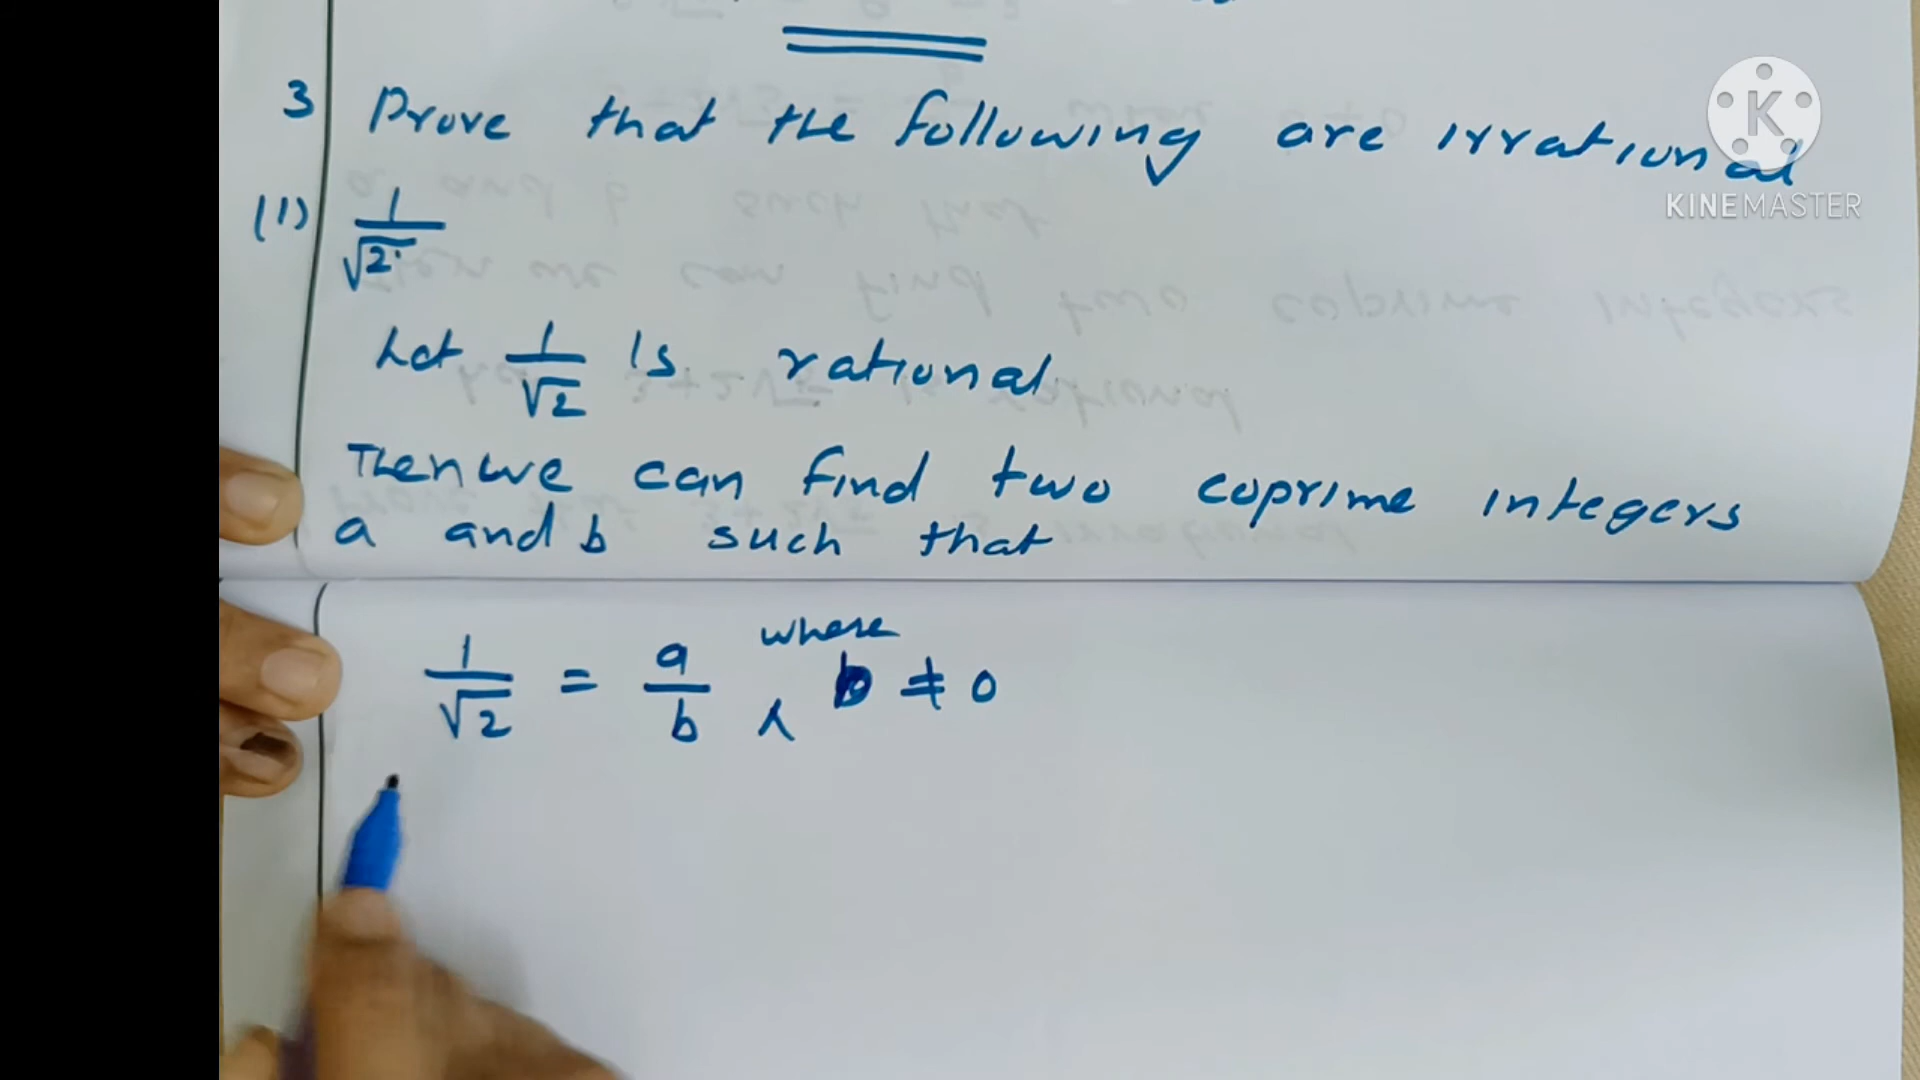 3 Prove that the following are irrational
K
KINEMASTER
(1) 1/√2
Let 1/√2 is rational
Then we can find two coprime integers
a and b such that
where
1/√2 = a/b , b ≠ 0